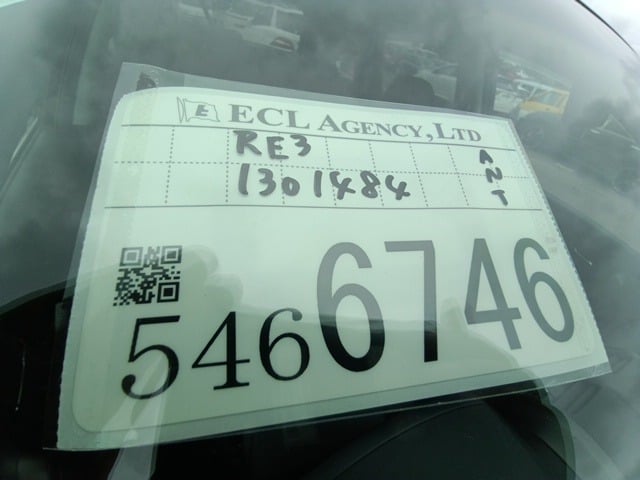 E ECL AGENCY, LTD
RE3
1301484
ANT
5466746